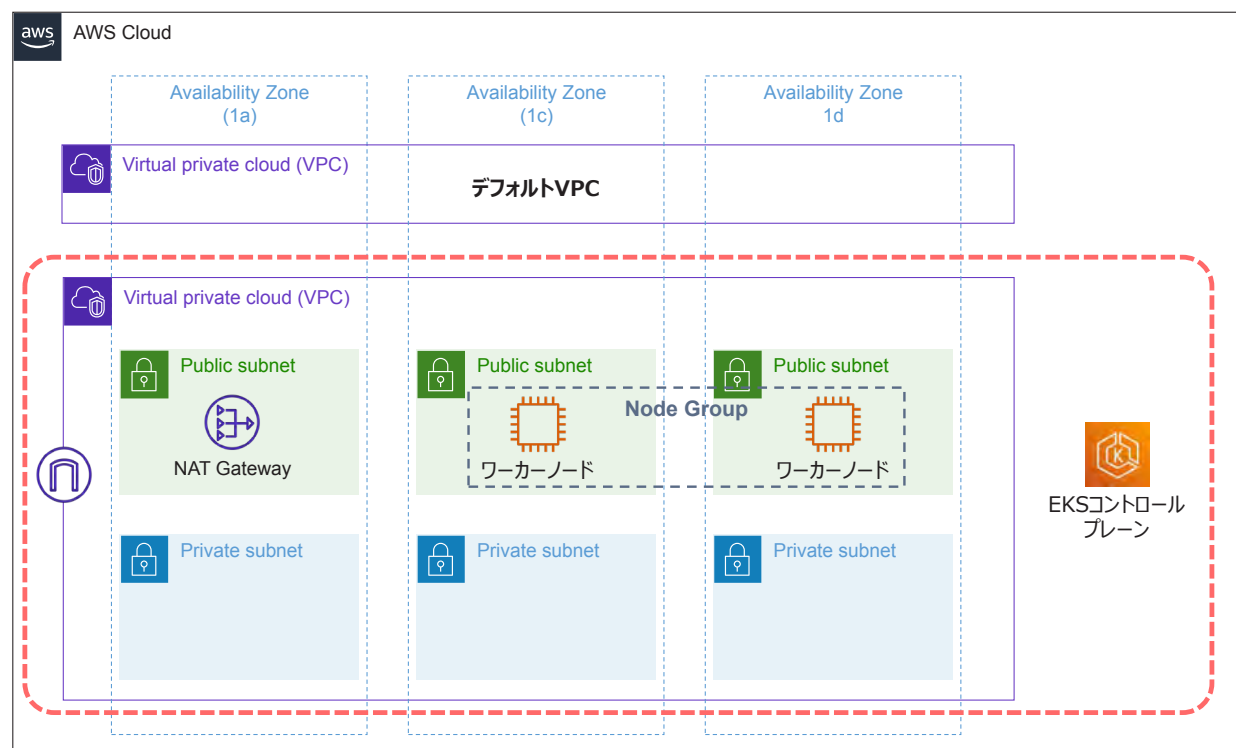 aws
AWS Cloud
Availability Zone
(1a)
Availability Zone
(1c)
Availability Zone
1d
Virtual private cloud (VPC)
デフォルトVPC
Virtual private cloud (VPC)
Public subnet
Public subnet
Public subnet
Node Group
NAT Gateway
ワーカーノード
ワーカーノード
K
EKSコントロール
プレーン
Private subnet
Private subnet
Private subnet